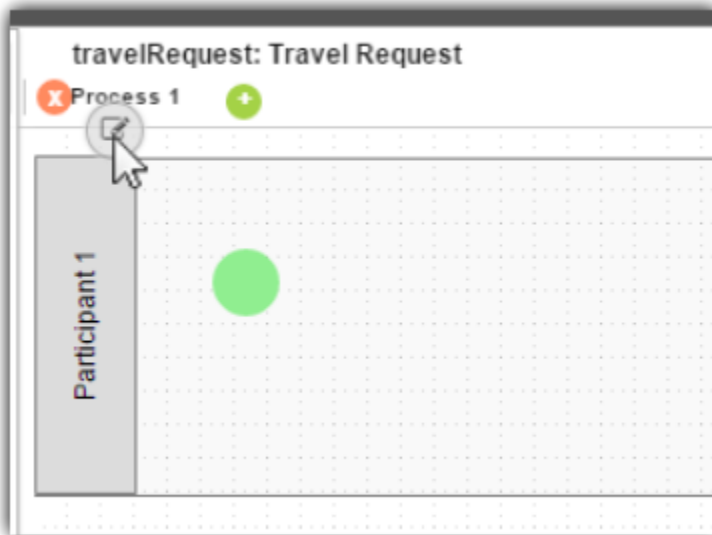 travelRequest: Travel Request
x Process 1 +
Participant 1